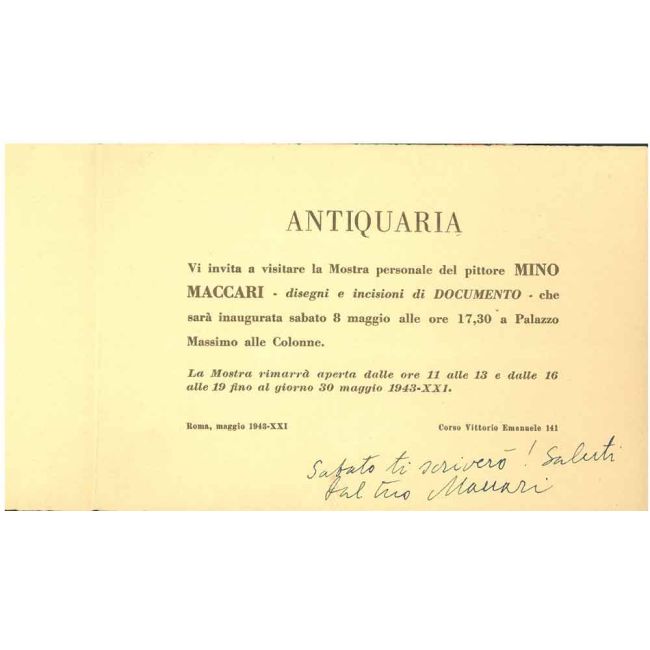 ANTIQUARIA
Vi invita a visitare la Mostra personale del pittore MINO
MACCARI - disegni e incisioni di DOCUMENTO - che
sarà inaugurata sabato 8 maggio alle ore 17,30 a Palazzo
Massimo alle Colonne.
La Mostra rimarrà aperta dalle ore 11 alle 13 e dalle 16
alle 19 fino al giorno 30 maggio 1943-XXI.
Roma, maggio 1943-XXI
Corso Vittorio Emanuele 141
Sabato ti scriverò! Saluti
dal tuo Maccari